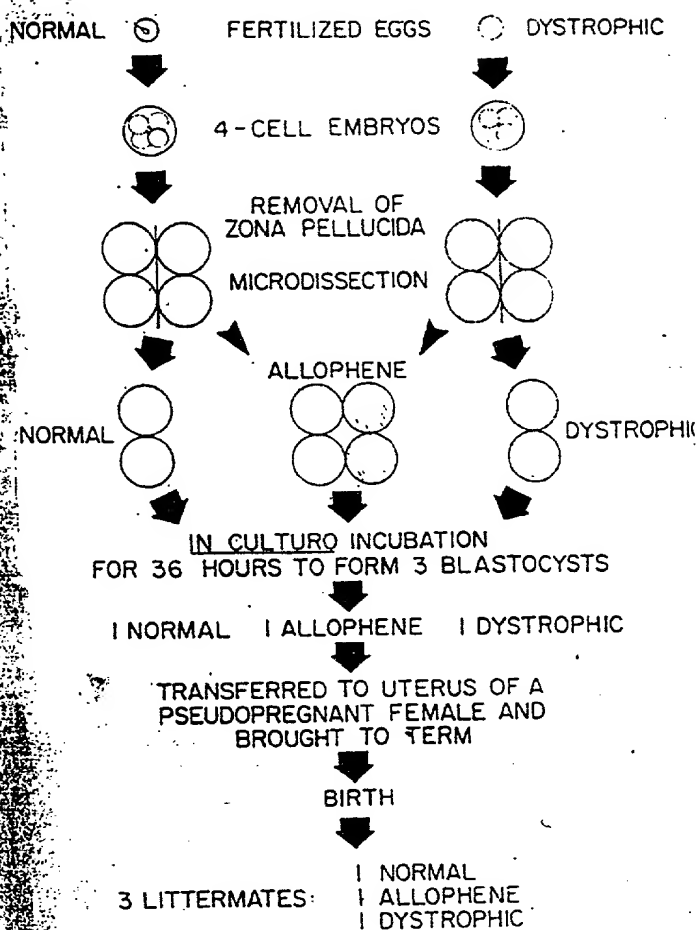 NORMAL FERTILIZED EGGS DYSTROPHIC
4-CELL EMBRYOS
REMOVAL OF
ZONA PELLUCIDA
MICRODISSECTION
ALLOPHENE
NORMAL DYSTROPHIC
IN CULTURO INCUBATION
FOR 36 HOURS TO FORM 3 BLASTOCYSTS
1 NORMAL 1 ALLOPHENE 1 DYSTROPHIC
TRANSFERRED TO UTERUS OF A
PSEUDOPREGNANT FEMALE AND
BROUGHT TO TERM
BIRTH
1 NORMAL
3 LITTERMATES: 1 ALLOPHENE
1 DYSTROPHIC